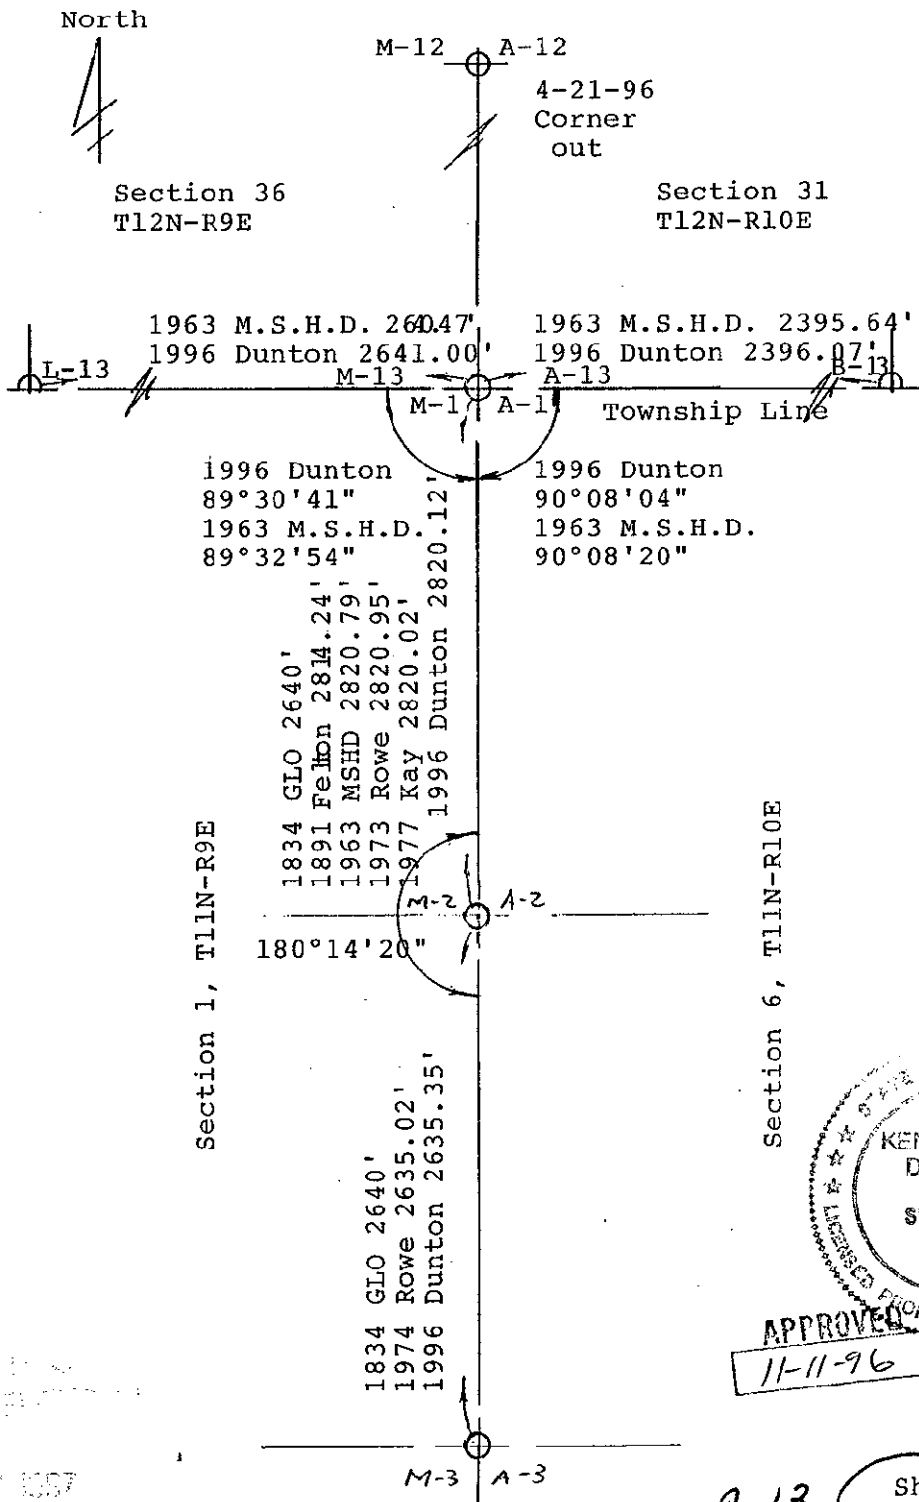 North
M-12 A-12
4-21-96
Corner
out
Section 36
T12N-R9E
Section 31
T12N-R10E
1963 M.S.H.D.
1996 Dunton 2641.00'
1963 M.S.H.D. 2395.64'
1996 Dunton 2396.07'
L-13
M-13
A-13
B-13
M-1 A-1
Township Line
1996 Dunton
89°30'41"
1963 M.S.H.D.
89°32'54"
1996 Dunton
90°08'04"
1963 M.S.H.D.
90°08'20"
1834 GLO 2640'
1891 Felton 2814.24'
1963 MSHD 2820.79'
1973 Rowe 2820.95'
1977 Kay 2820.02'
1996 Dunton 2820.12'
Section 1, T11N-R9E
M-2 A-2
180°14'20"
Section 6, T11N-R10E
1834 GLO 2640'
1974 Rowe 2635.02'
1996 Dunton 2635.35'
M-3 A-3
STATE
KEN
D
S
LICENSED PROF
APPROVED
11-11-96
Sh